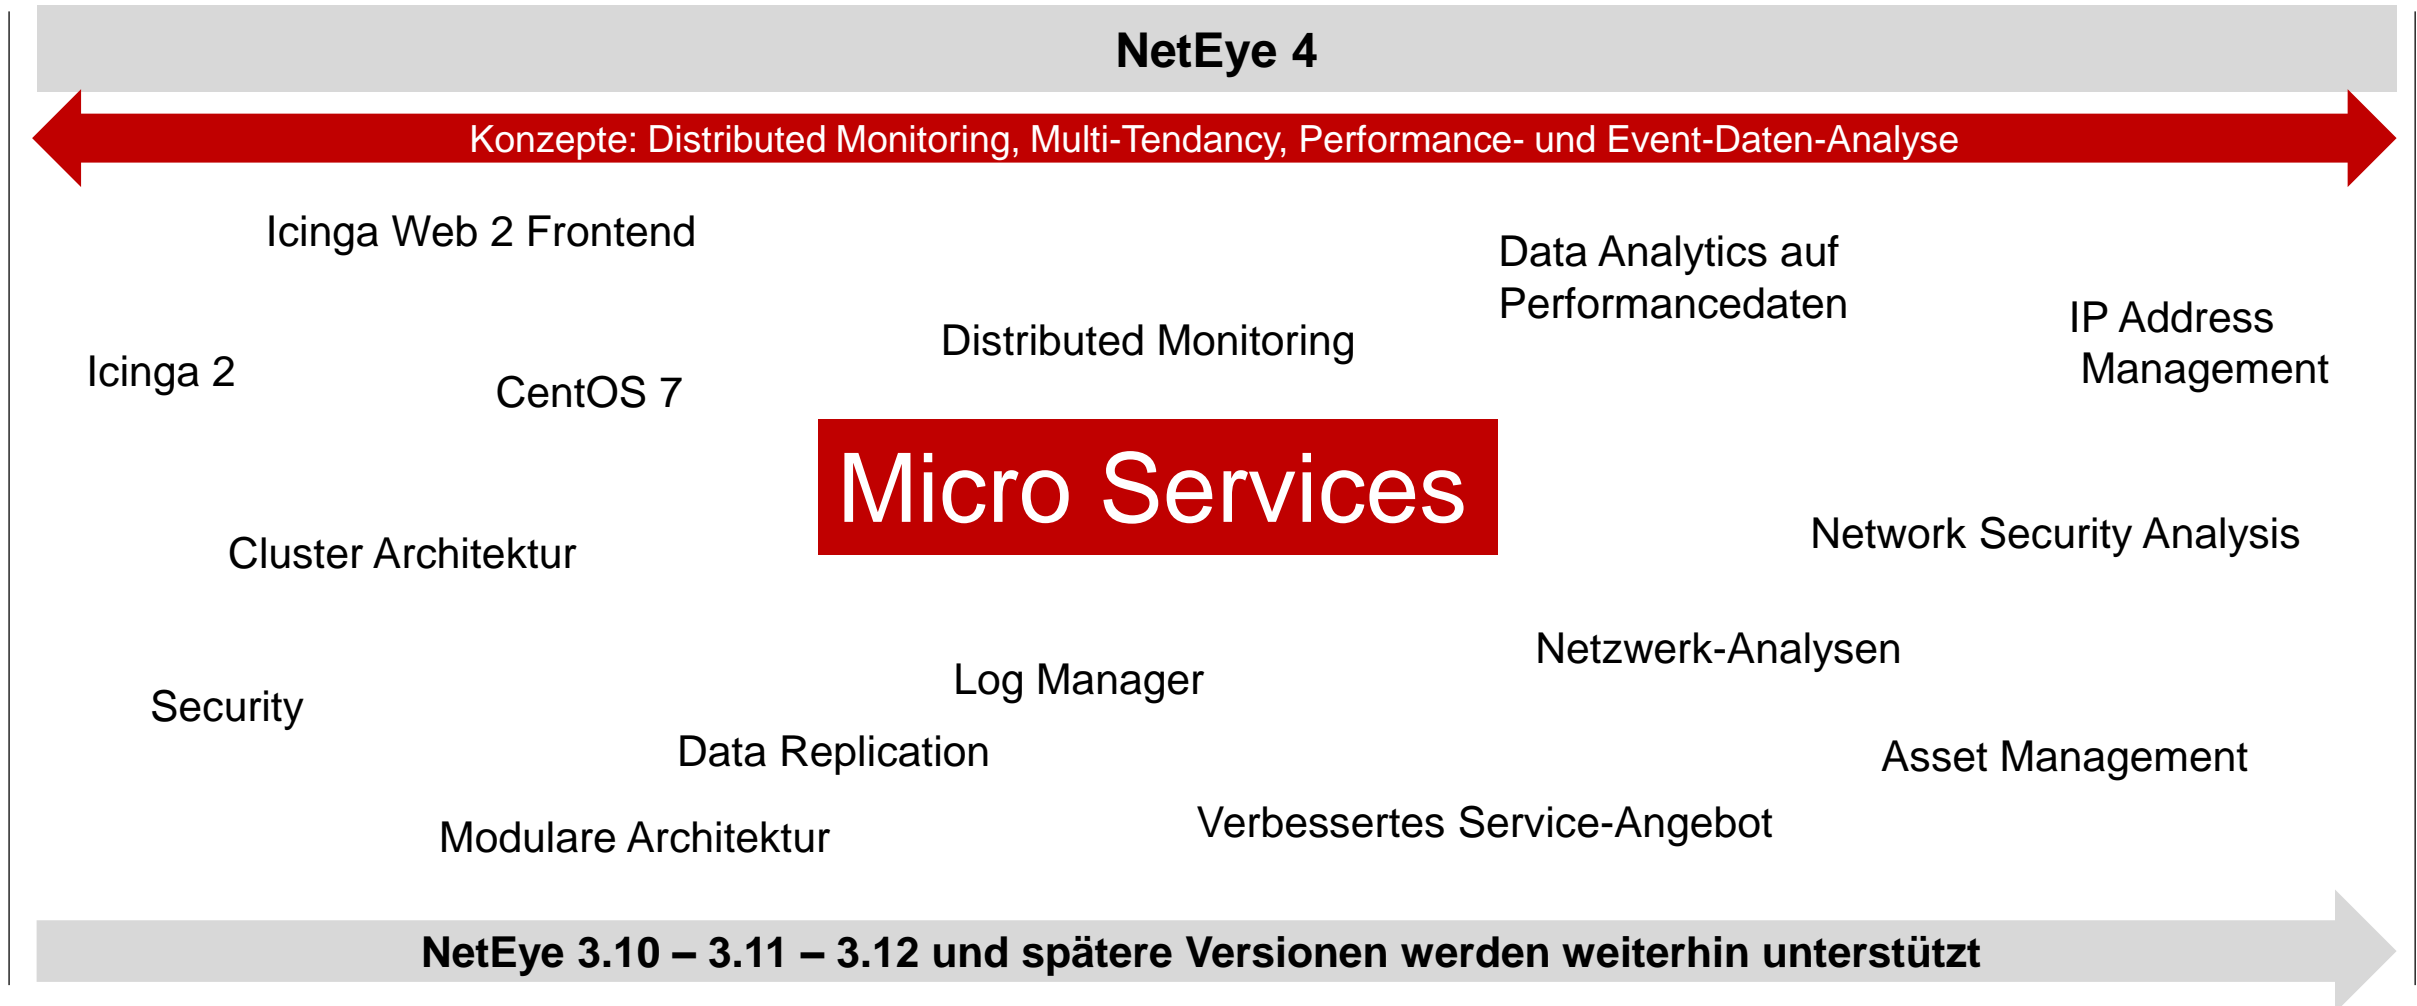 NetEye 4
Konzepte: Distributed Monitoring, Multi-Tendancy, Performance- und Event-Daten-Analyse
Icinga Web 2 Frontend
Data Analytics auf
Performancedaten
IP Address
Management
Distributed Monitoring
Icinga 2
CentOS 7
Micro Services
Network Security Analysis
Cluster Architektur
Netzwerk-Analysen
Log Manager
Security
Data Replication
Asset Management
Verbessertes Service-Angebot
Modulare Architektur
NetEye 3.10 – 3.11 – 3.12 und spätere Versionen werden weiterhin unterstützt